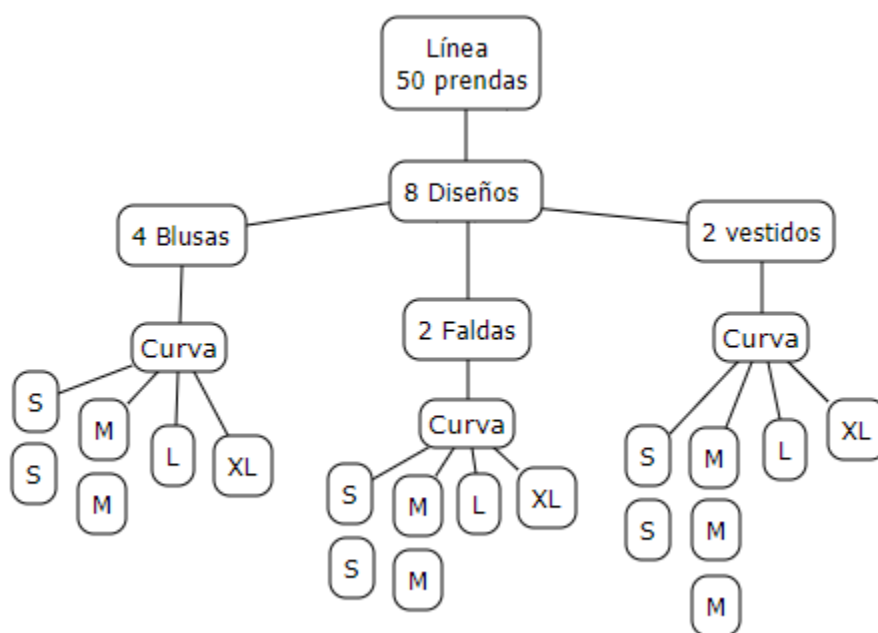 Línea
50 prendas
8 Diseños
4 Blusas
2 vestidos
2 Faldas
Curva
Curva
Curva
S
M
L
XL
S
M
S
M
L
XL
S
M
S
M
L
XL
S
M
M